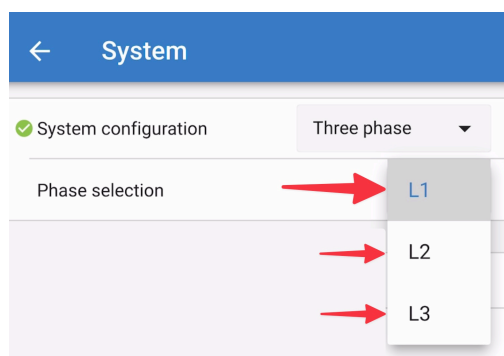 System
System configuration
Three phase
Phase selection
L1
L2
L3